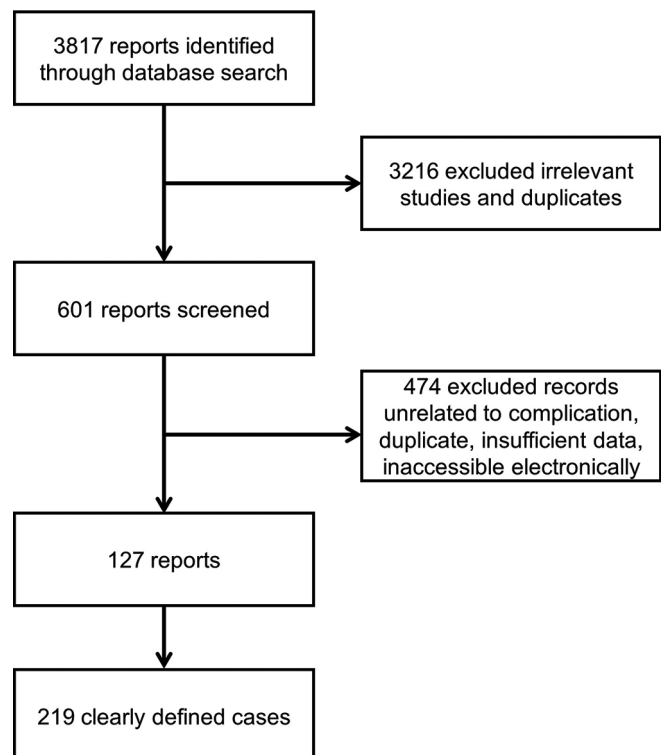 3817 reports identified
through database search
3216 excluded irrelevant
studies and duplicates
601 reports screened
474 excluded records
unrelated to complication,
duplicate, insufficient data,
inaccessible electronically
127 reports
219 clearly defined cases